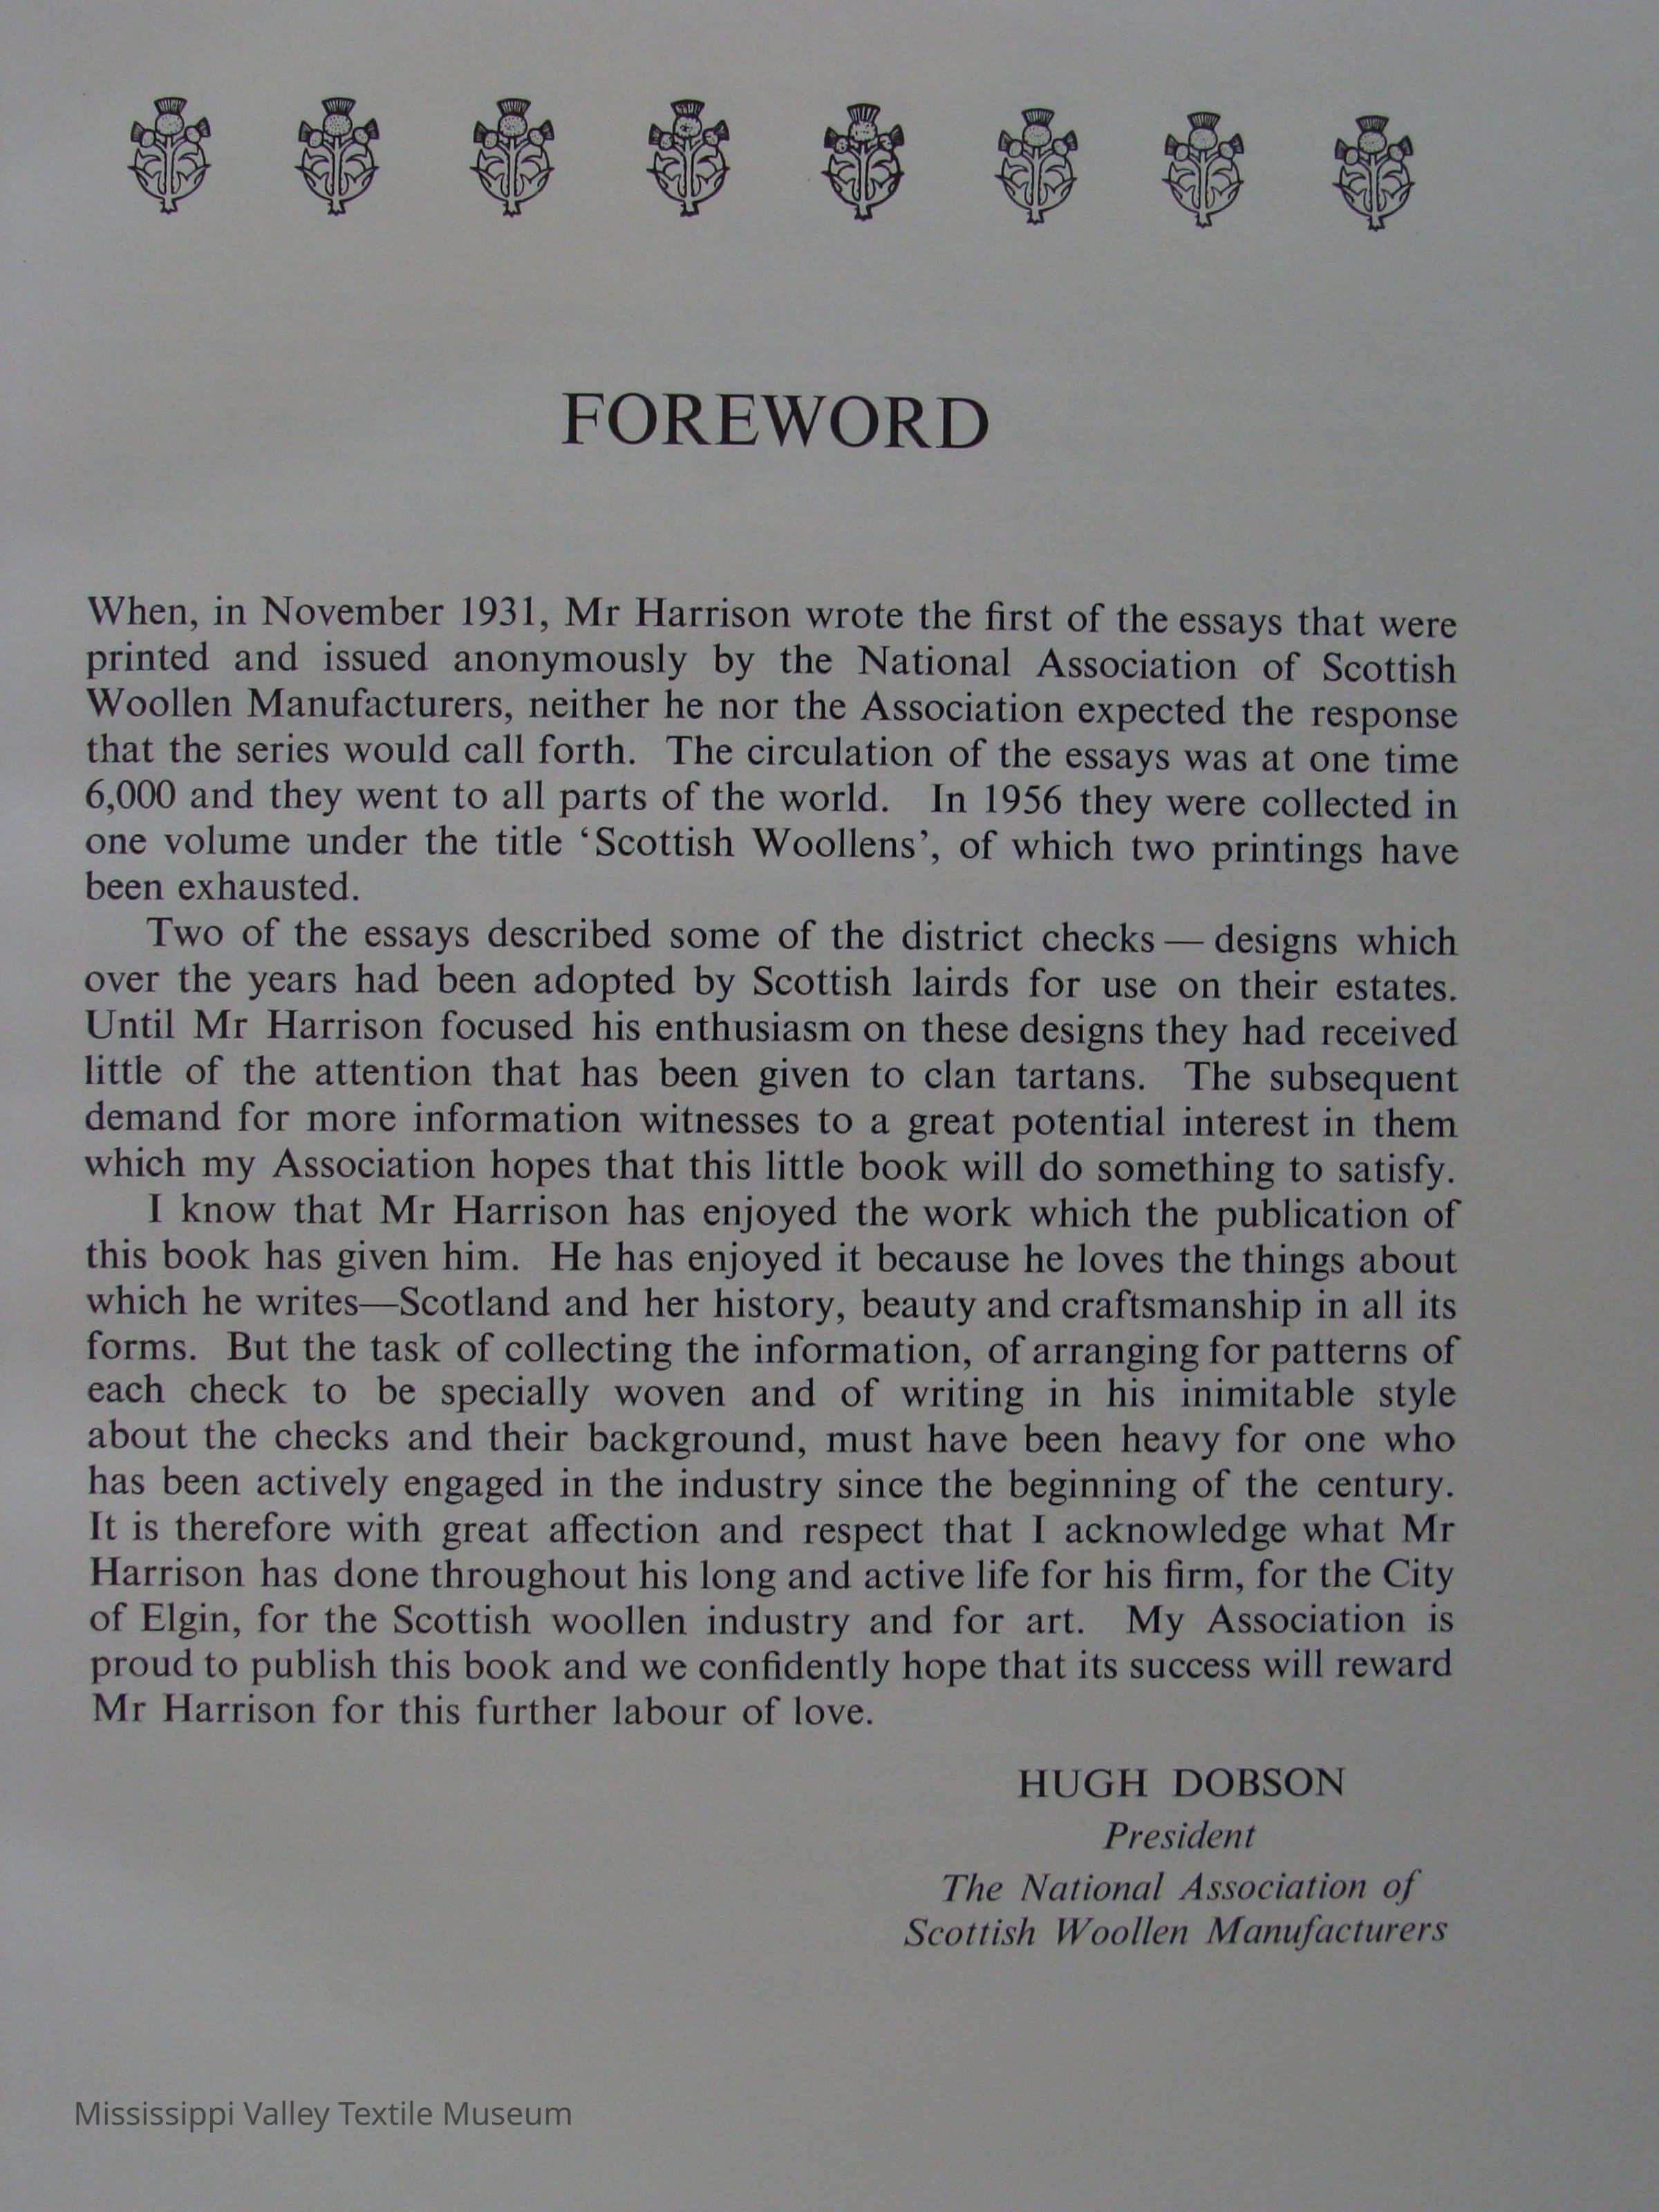 FOREWORD
When, in November 1931, Mr Harrison wrote the first of the essays that were
printed and issued anonymously by the National Association of Scottish
Woollen Manufacturers, neither he nor the Association expected the response
that the series would call forth. The circulation of the essays was at one time
6,000 and they went to all parts of the world. In 1956 they were collected in
one volume under the title ‘Scottish Woollens’, of which two printings have
been exhausted.
Two of the essays described some of the district checks — designs which
over the years had been adopted by Scottish lairds for use on their estates.
Until Mr Harrison focused his enthusiasm on these designs they had received
little of the attention that has been given to clan tartans. The subsequent
demand for more information witnesses to a great potential interest in them
which my Association hopes that this little book will do something to satisfy.
I know that Mr Harrison has enjoyed the work which the publication of
this book has given him. He has enjoyed it because he loves the things about
which he writes—Scotland and her history, beauty and craftsmanship in all its
forms. But the task of collecting the information, of arranging for patterns of
each check to be specially woven and of writing in his inimitable style
about the checks and their background, must have been heavy for one who
has been actively engaged in the industry since the beginning of the century.
It is therefore with great affection and respect that I acknowledge what Mr
Harrison has done throughout his long and active life for his firm, for the City
of Elgin, for the Scottish woollen industry and for art. My Association is
proud to publish this book and we confidently hope that its success will reward
Mr Harrison for this further labour of love.
HUGH DOBSON
President
The National Association of
Scottish Woollen Manufacturers
Mississippi Valley Textile Museum